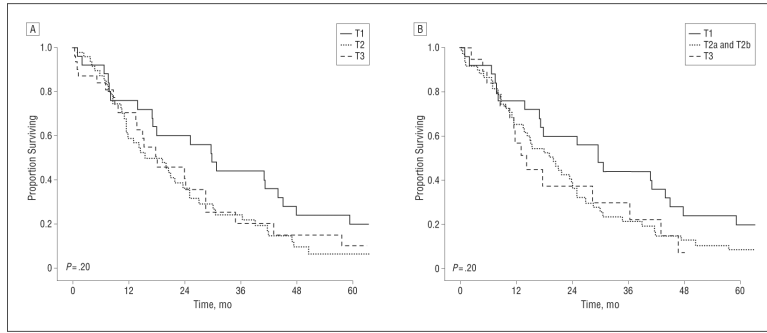 A
T1
T2
T3
1.0
0.8
0.6
0.4
0.2
0
Proportion Surviving
P=.20
0
12
24
36
48
60
Time, mo
B
T1
T2a and T2b
T3
1.0
0.8
0.6
0.4
0.2
0
Proportion Surviving
P=.20
0
12
24
36
48
60
Time, mo